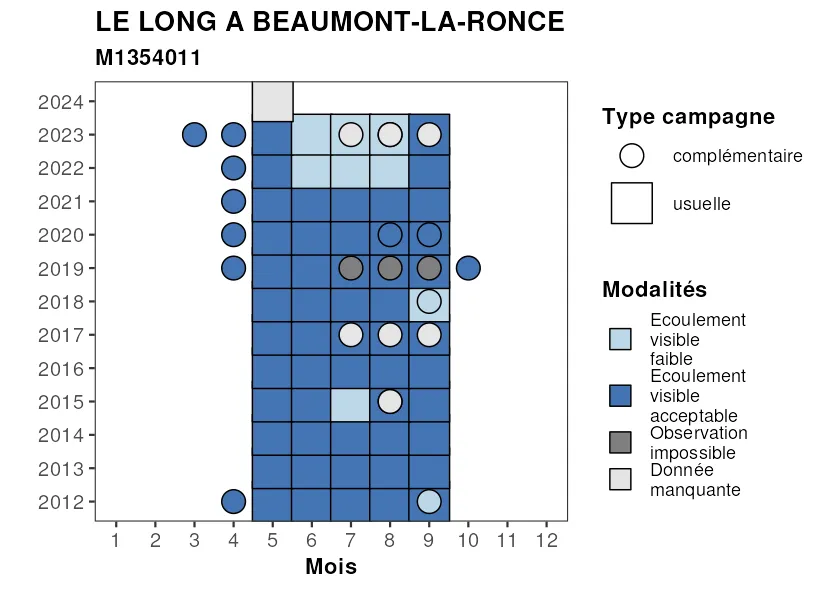 LE LONG A BEAUMONT-LA-RONCE
M1354011
2024
2023
2022
2021
2020
2019
2018
2017
2016
2015
2014
2013
2012
1 2 3 4 5 6 7 8 9 10 11 12
Mois
Type campagne
complémentaire
usuelle
Modalités
Ecoulement
visible
faible
Ecoulement
visible
acceptable
Observation
impossible
Donnée
manquante